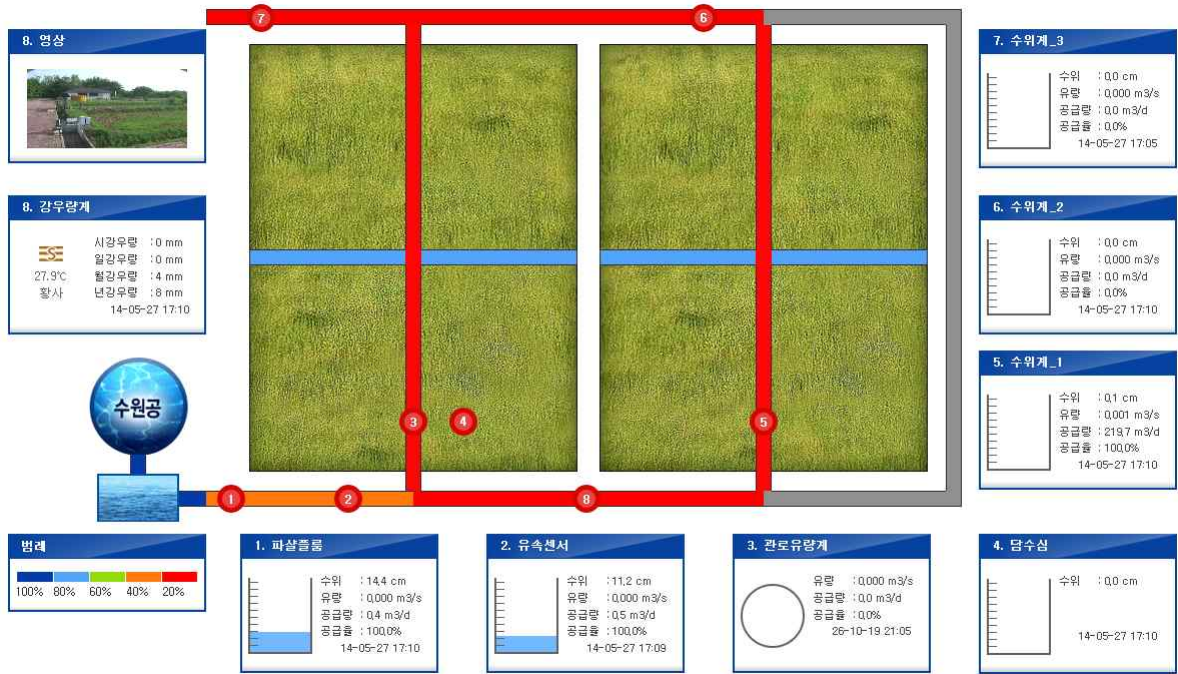 8. 영상
8. 강우량계
27.9℃
황사
시강우량 : 0 mm
일강우량 : 0 mm
월강우량 : 4 mm
년강우량 : 8 mm
14-05-27 17:10
수원공
7
6
3
4
5
1
2
8
7. 수위계_3
수위 : 0,0 cm
유량 : 0,000 m3/s
공급량 : 0,0 m3/d
공급율 : 0,0%
14-05-27 17:05
6. 수위계_2
수위 : 0,0 cm
유량 : 0,000 m3/s
공급량 : 0,0 m3/d
공급율 : 0,0%
14-05-27 17:10
5. 수위계_1
수위 : 0,1 cm
유량 : 0,001 m3/s
공급량 : 219,7 m3/d
공급율 : 100,0%
14-05-27 17:10
범례
100% 80% 60% 40% 20%
1. 파샬플룸
수위 : 14,4 cm
유량 : 0,000 m3/s
공급량 : 0,4 m3/d
공급율 : 100,0%
14-05-27 17:10
2. 유속센서
수위 : 11,2 cm
유량 : 0,000 m3/s
공급량 : 0,5 m3/d
공급율 : 100,0%
14-05-27 17:09
3. 관로유량계
유량 : 0,000 m3/s
공급량 : 0,0 m3/d
공급율 : 0,0%
26-10-19 21:05
4. 담수심
수위 : 0,0 cm
14-05-27 17:10